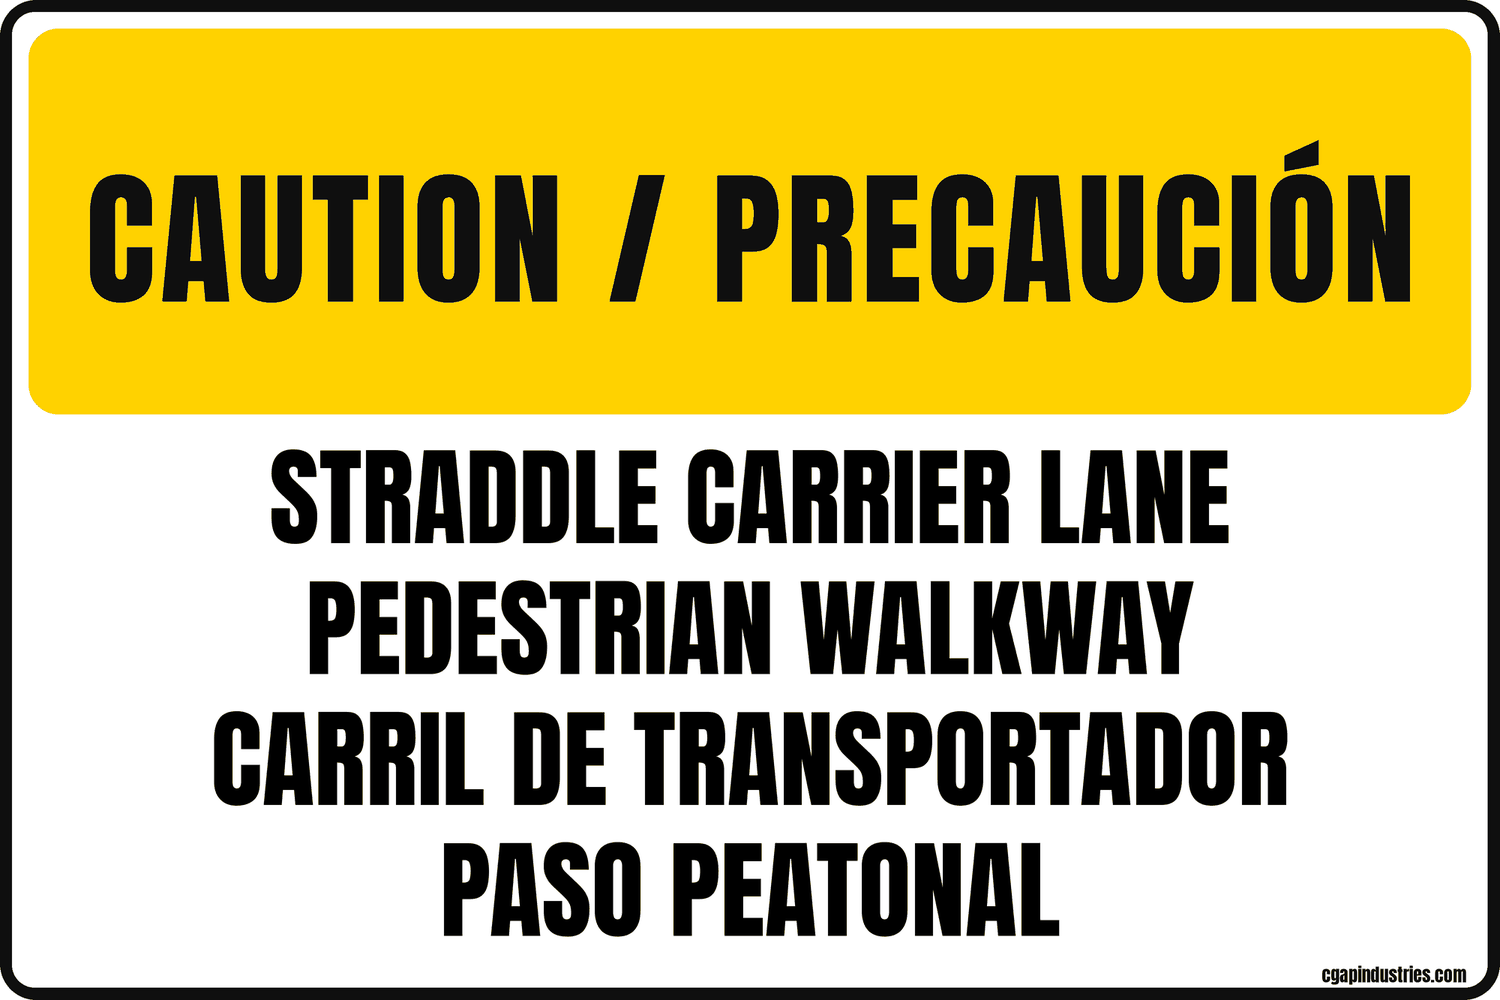 CAUTION / PRECAUCIÓN
STRADDLE CARRIER LANE
PEDESTRIAN WALKWAY
CARRIL DE TRANSPORTADOR
PASO PEATONAL
cgapindustries.com